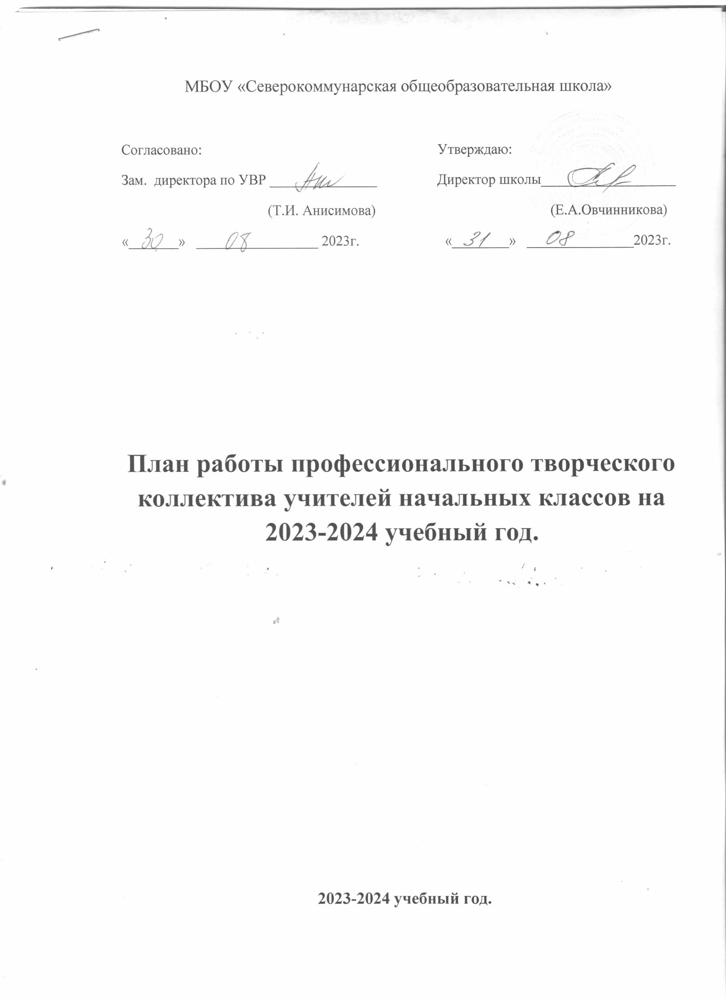 МБОУ «Северокоммунарская общеобразовательная школа»
Согласовано:
Утверждаю:
Зам. директора по УВР ______________
Директор школы__________________
(Т.И. Анисимова)
(Е.А.Овчинникова)
«30» 08 2023г.
«31» 08 2023г.
План работы профессионального творческого
коллектива учителей начальных классов на
2023-2024 учебный год.
2023-2024 учебный год.